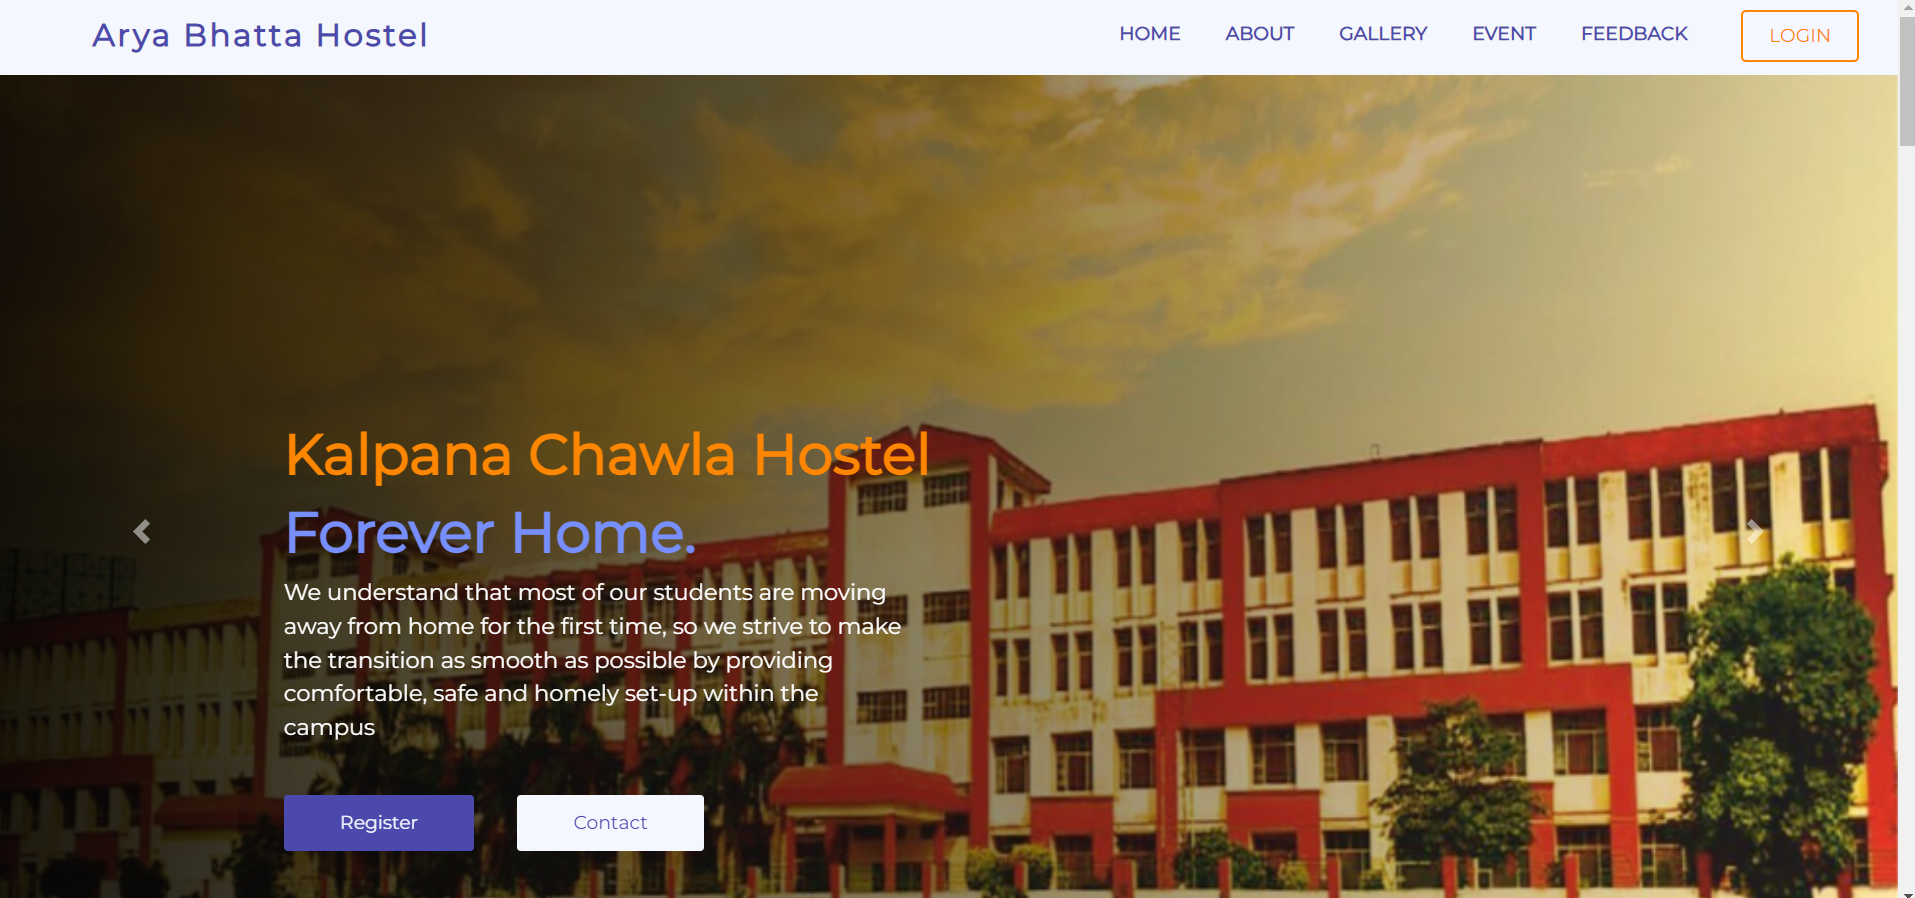 Arya Bhatta Hostel
HOME
ABOUT
GALLERY
EVENT
FEEDBACK
LOGIN
Kalpana Chawla Hostel
Forever Home.
We understand that most of our students are moving
away from home for the first time, so we strive to make
the transition as smooth as possible by providing
comfortable, safe and homely set-up within the
campus
Register
Contact